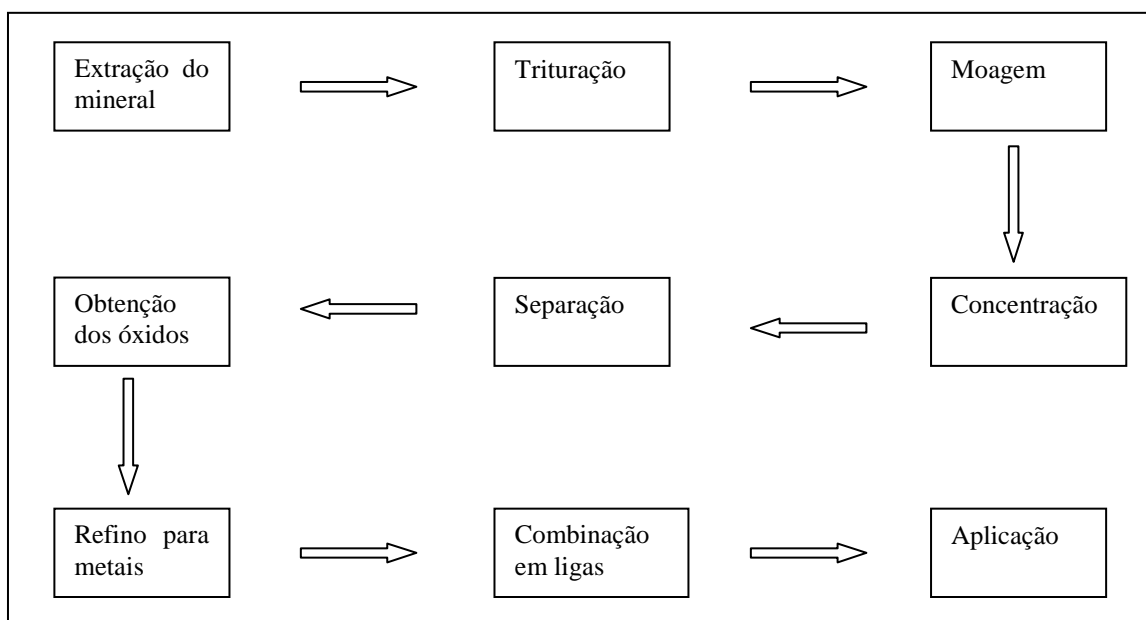 Extração do
mineral
Trituração
Moagem
Concentração
Separação
Obtenção
dos óxidos
Refino para
metais
Combinação
em ligas
Aplicação